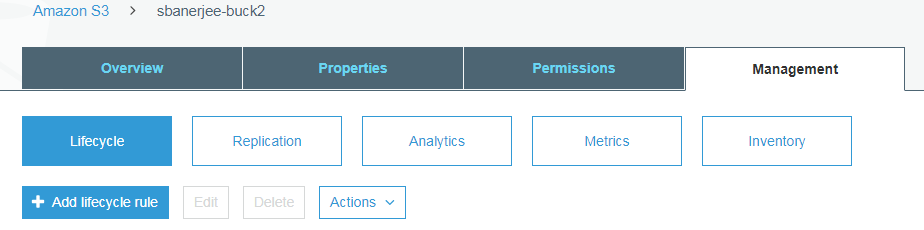 Amazon S3 > sbanerjee-buck2
Overview Properties Permissions Management
Lifecycle Replication Analytics Metrics Inventory
+ Add lifecycle rule Edit Delete Actions